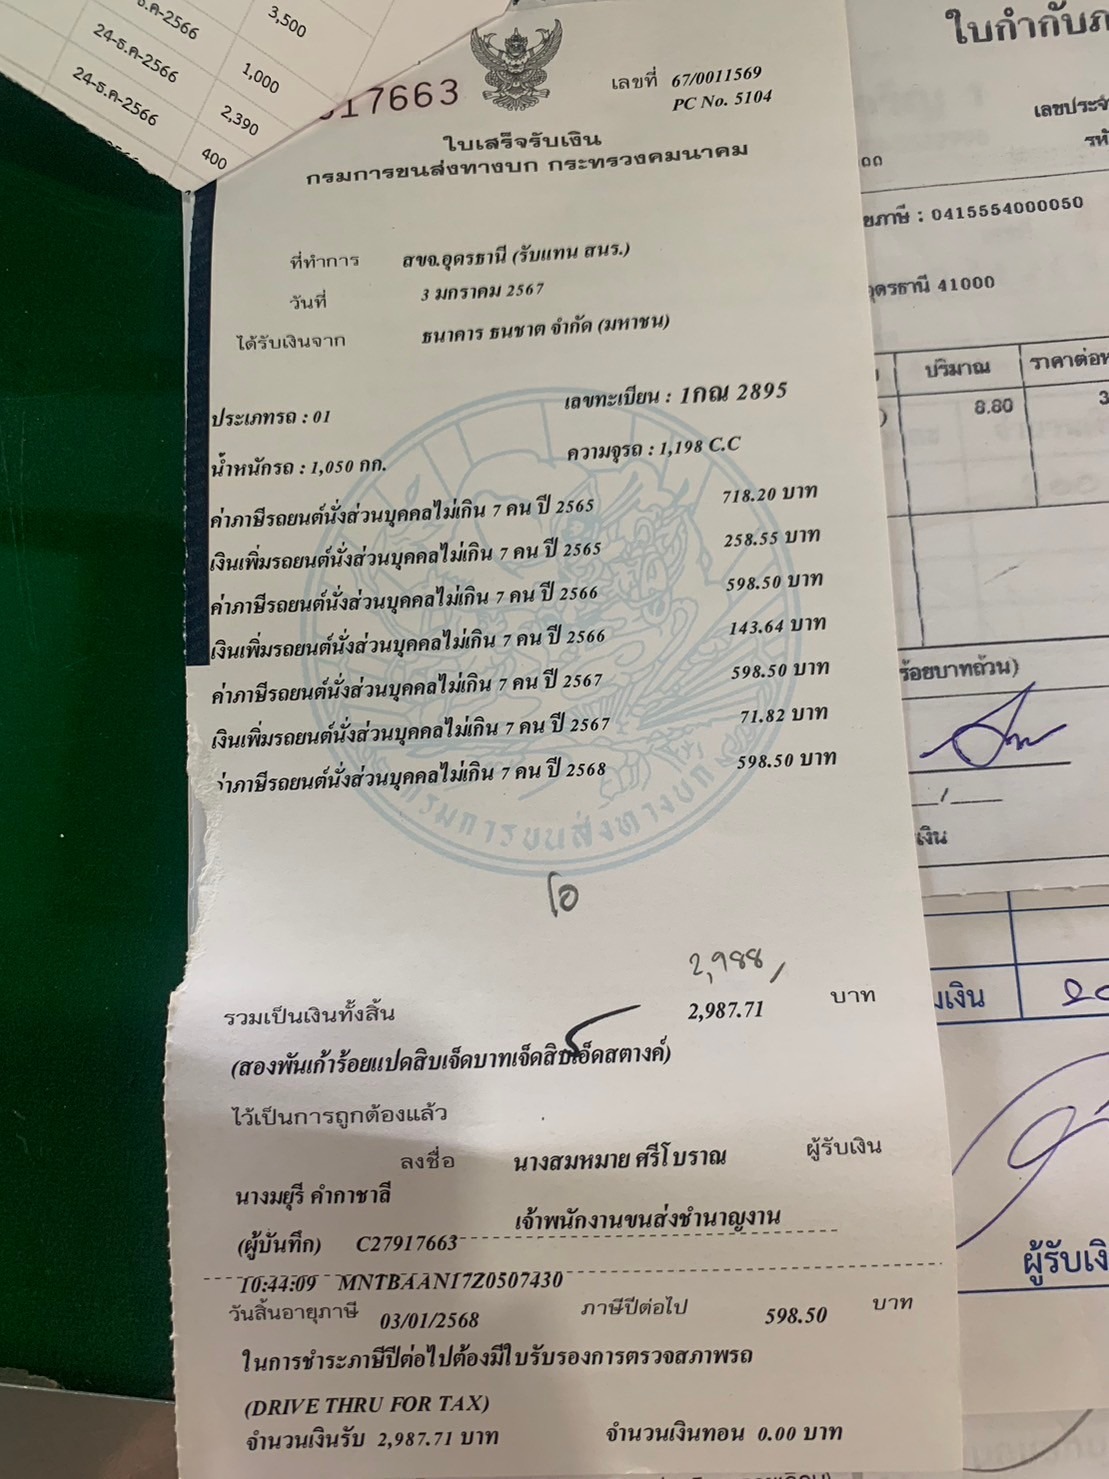 ธ.ค-2566
3,500
24-ธ.ค-2566
1,000
24-ธ.ค-2566
2,390
400
17663
เลขที่ 67/0011569
PC No. 5104
ใบเสร็จรับเงิน
กรมการขนส่งทางบก กระทรวงคมนาคม
ที่ทำการ สขจ.อุดรธานี (รับแทน สนร.)
วันที่ 3 มกราคม 2567
ได้รับเงินจาก ธนาคาร ธนชาต จำกัด (มหาชน)
ประเภทรถ : 01 เลขทะเบียน : 1กณ 2895
น้ำหนักรถ : 1,050 กก. ความจุรถ : 1,198 C.C
ค่าภาษีรถยนต์นั่งส่วนบุคคลไม่เกิน 7 คน ปี 2565 718.20 บาท
เงินเพิ่มรถยนต์นั่งส่วนบุคคลไม่เกิน 7 คน ปี 2565 258.55 บาท
ค่าภาษีรถยนต์นั่งส่วนบุคคลไม่เกิน 7 คน ปี 2566 598.50 บาท
เงินเพิ่มรถยนต์นั่งส่วนบุคคลไม่เกิน 7 คน ปี 2566 143.64 บาท
ค่าภาษีรถยนต์นั่งส่วนบุคคลไม่เกิน 7 คน ปี 2567 598.50 บาท
เงินเพิ่มรถยนต์นั่งส่วนบุคคลไม่เกิน 7 คน ปี 2567 71.82 บาท
่าภาษีรถยนต์นั่งส่วนบุคคลไม่เกิน 7 คน ปี 2568 598.50 บาท
กรมการขนส่งทางบก
2,988
รวมเป็นเงินทั้งสิ้น 2,987.71 บาท
(สองพันเก้าร้อยแปดสิบเจ็ดบาทเจ็ดสิบเอ็ดสตางค์)
ไว้เป็นการถูกต้องแล้ว
ลงชื่อ นางสมหมาย ศรีโบราณ ผู้รับเงิน
นางมยุรี คำกาชาลี
เจ้าพนักงานขนส่งชำนาญงาน
(ผู้บันทึก) C27917663
10:44:09 MNTBAAN17Z0507430
วันสิ้นอายุภาษี 03/01/2568 ภาษีปีต่อไป 598.50 บาท
ในการชำระภาษีปีต่อไปต้องมีใบรับรองการตรวจสภาพรถ
(DRIVE THRU FOR TAX)
จำนวนเงินรับ 2,987.71 บาท จำนวนเงินทอน 0.00 บาท
ใบกำกับภ
เลขประจำ
รหั
ขภาษี : 0415554000050
อุดรธานี 41000
ปริมาณ ราคาต่อห
8.80 3
ร้อยบาทถ้วน)
เงิน
มเงิน
ผู้รับเงิ